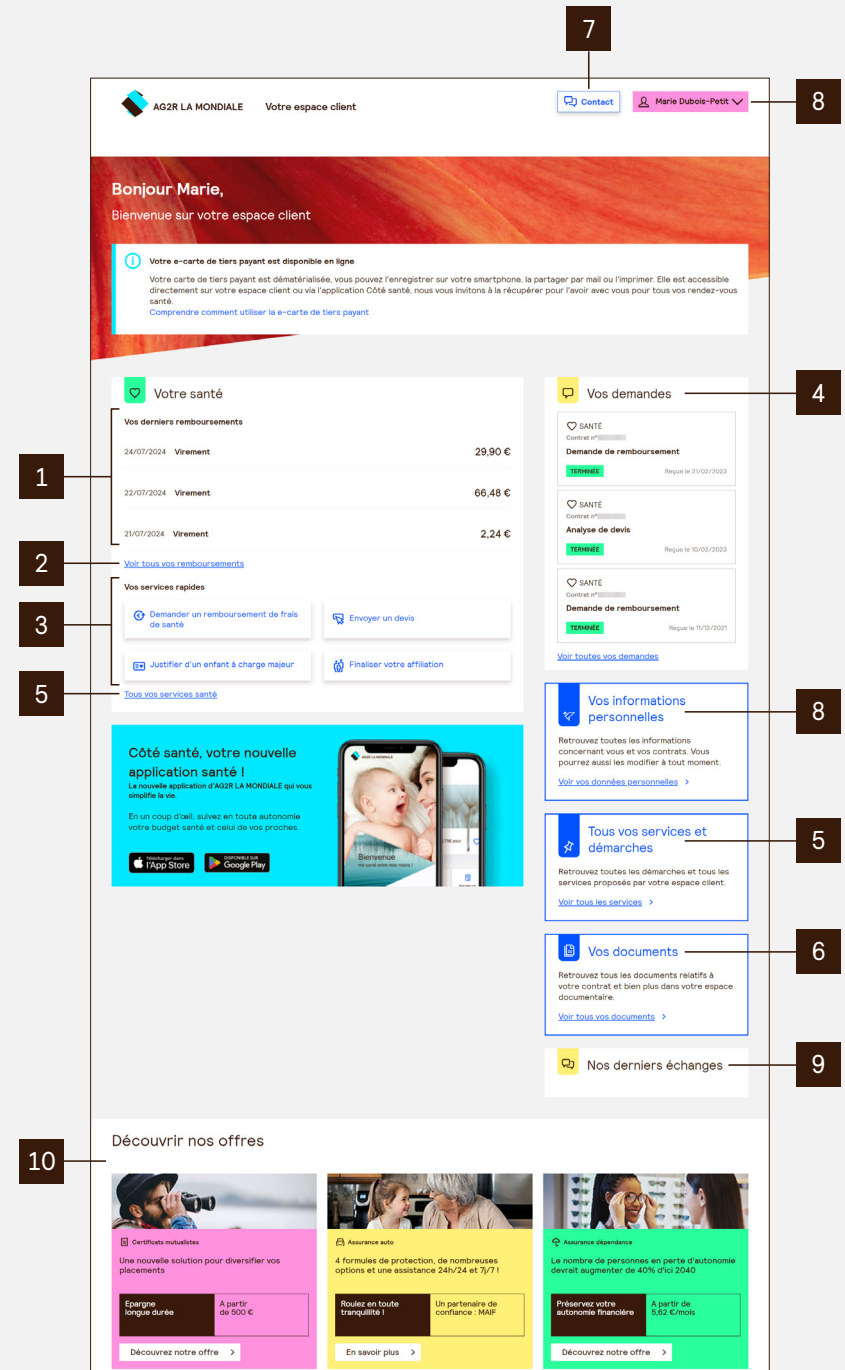 7
AG2R LA MONDIALE
Votre espace client
Contact
Marie Dubois-Petit
8
Bonjour Marie,
Bienvenue sur votre espace client
Votre e-carte de tiers payant est disponible en ligne
Votre carte de tiers payant est dématérialisée, vous pouvez l'enregistrer sur votre smartphone, la partager par mail ou l'imprimer. Elle est accessible
directement sur votre espace client ou via l'application Côté santé, nous vous invitons à la récupérer pour l'avoir avec vous pour tous vos rendez-vous
santé.
Comprendre comment utiliser la e-carte de tiers payant
Votre santé
Vos derniers remboursements
1
24/07/2024 Virement 29,90 €
22/07/2024 Virement 66,48 €
21/07/2024 Virement 2,24 €
2
Voir tous vos remboursements
3
Vos services rapides
Demander un remboursement de frais
de santé
Envoyer un devis
Justifier d'un enfant à charge majeur
Finaliser votre affiliation
5
Tous vos services santé
Côté santé, votre nouvelle
application santé !
La nouvelle application d'AG2R LA MONDIALE qui vous
simplifie la vie.
En un coup d'œil, suivez en toute autonomie
votre budget santé et celui de vos proches.
Télécharger dans
l'App Store
DISPONIBLE SUR
Google Play
AG2R LA MONDIALE
Bienvenue
ma santé entre mes mains !
Vos demandes
4
SANTÉ
Contrat n°
Demande de remboursement
TERMINÉE
Reçue le 21/02/2023
SANTÉ
Contrat n°
Analyse de devis
TERMINÉE
Reçue le 10/02/2023
SANTÉ
Contrat n°
Demande de remboursement
TERMINÉE
Reçue le 11/12/2021
Voir toutes vos demandes
Vos informations
personnelles
8
Retrouvez toutes les informations
concernant vous et vos contrats. Vous
pourrez aussi les modifier à tout moment.
Voir vos données personnelles
Tous vos services et
démarches
5
Retrouvez toutes les démarches et tous les
services proposés par votre espace client.
Voir tous les services
Vos documents
6
Retrouvez tous les documents relatifs à
votre contrat et bien plus dans votre espace
documentaire.
Voir tous vos documents
Nos derniers échanges
9
Découvrir nos offres
10
Certificats mutualistes
Une nouvelle solution pour diversifier vos
placements
Epargne
longue durée
A partir
de 500 €
Découvrez notre offre
Assurance auto
4 formules de protection, de nombreuses
options et une assistance 24h/24 et 7j/7 !
Roulez en toute
tranquilité !
Un partenaire de
confiance : MAIF
En savoir plus
Assurance dépendance
Le nombre de personnes en perte d'autonomie
devrait augmenter de 40% d'ici 2040
Préservez votre
autonomie financière
A partir de
5,62 €/mois
Découvrez notre offre